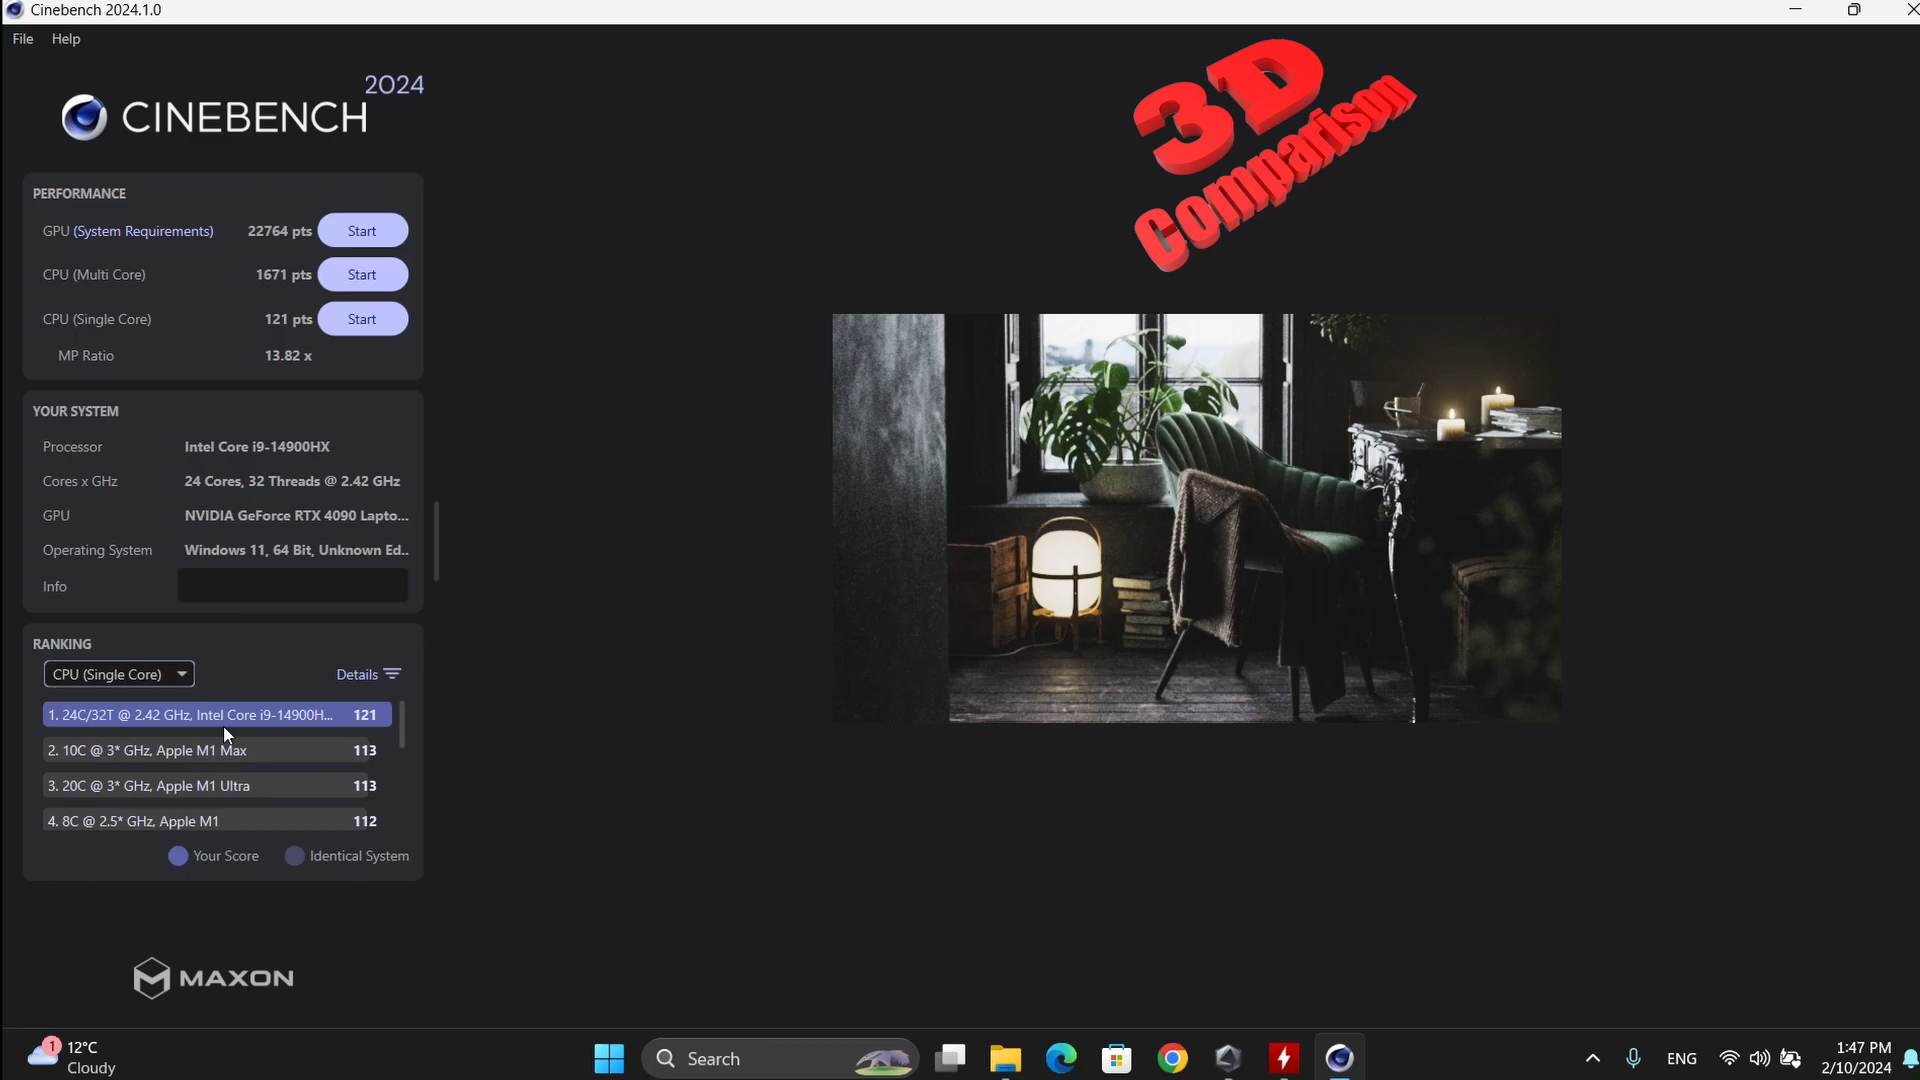 Cinebench 2024.1.0
File Help
2024
CINEBENCH
3D
Comparison
PERFORMANCE
GPU (System Requirements) 22764 pts Start
CPU (Multi Core) 1671 pts Start
CPU (Single Core) 121 pts Start
MP Ratio 13.82 x
YOUR SYSTEM
Processor Intel Core i9-14900HX
Cores x GHz 24 Cores, 32 Threads @ 2.42 GHz
GPU NVIDIA GeForce RTX 4090 Lapto...
Operating System Windows 11, 64 Bit, Unknown Ed..
Info
RANKING
CPU (Single Core) Details
1. 24C/32T @ 2.42 GHz, Intel Core i9-14900H... 121
2. 10C @ 3* GHz, Apple M1 Max 113
3. 20C @ 3* GHz, Apple M1 Ultra 113
4. 8C @ 2.5* GHz, Apple M1 112
Your Score Identical System
MAXON
1 12°C
Cloudy
Search
ENG
1:47 PM
2/10/2024